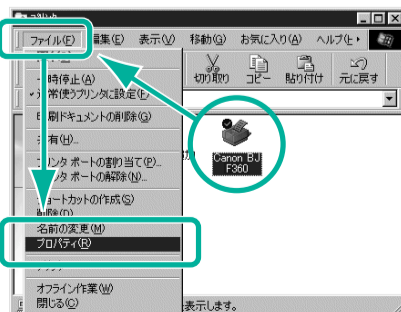 プリンタ
ファイル(F) 編集(E) 表示(V) 移動(G) お気に入り(A) ヘルプ(H)
切り取り コピー 貼り付け 元に戻す
一時停止(A)
通常使うプリンタに設定(F)
印刷ドキュメントの削除(G)
共有(H)...
プリンタ ポートの割り当て(P)...
プリンタ ポートの解除(N)...
ショートカットの作成(S)
削除(D)
名前の変更(M)
プロパティ(R)
オフライン作業(W)
閉じる(C)
Canon BJ
F360
表示します。